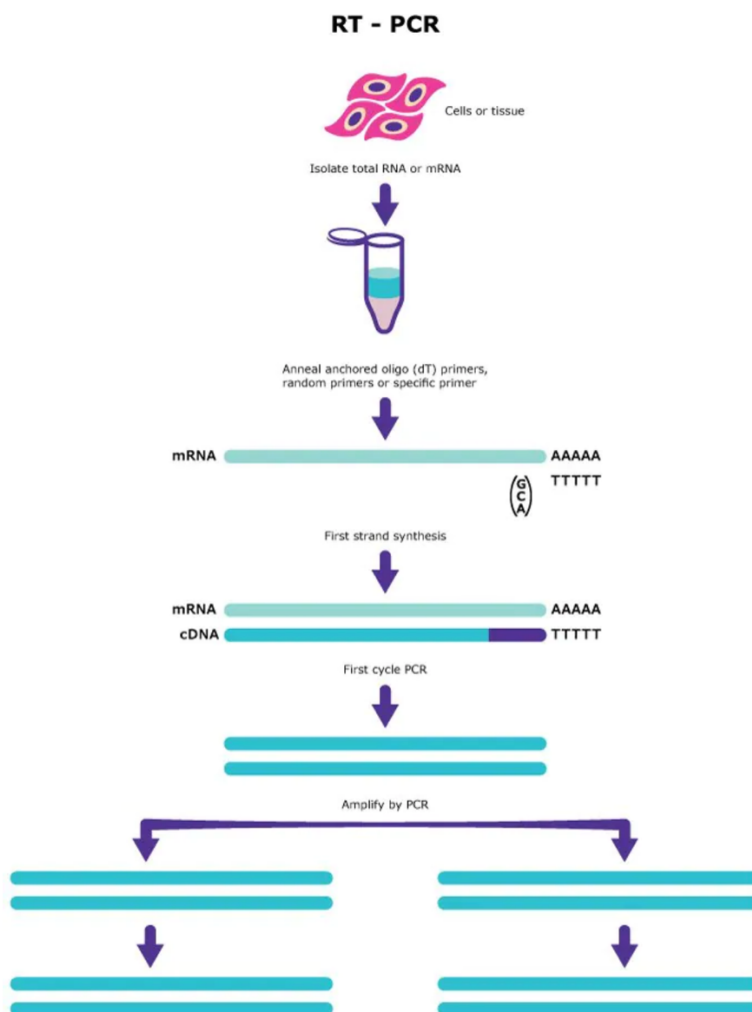 RT - PCR
Cells or tissue
Isolate total RNA or mRNA
Anneal anchored oligo (dT) primers,
random primers or specific primer
mRNA AAAAA
TTTTT
G
C
A
First strand synthesis
mRNA AAAAA
cDNA TTTTT
First cycle PCR
Amplify by PCR